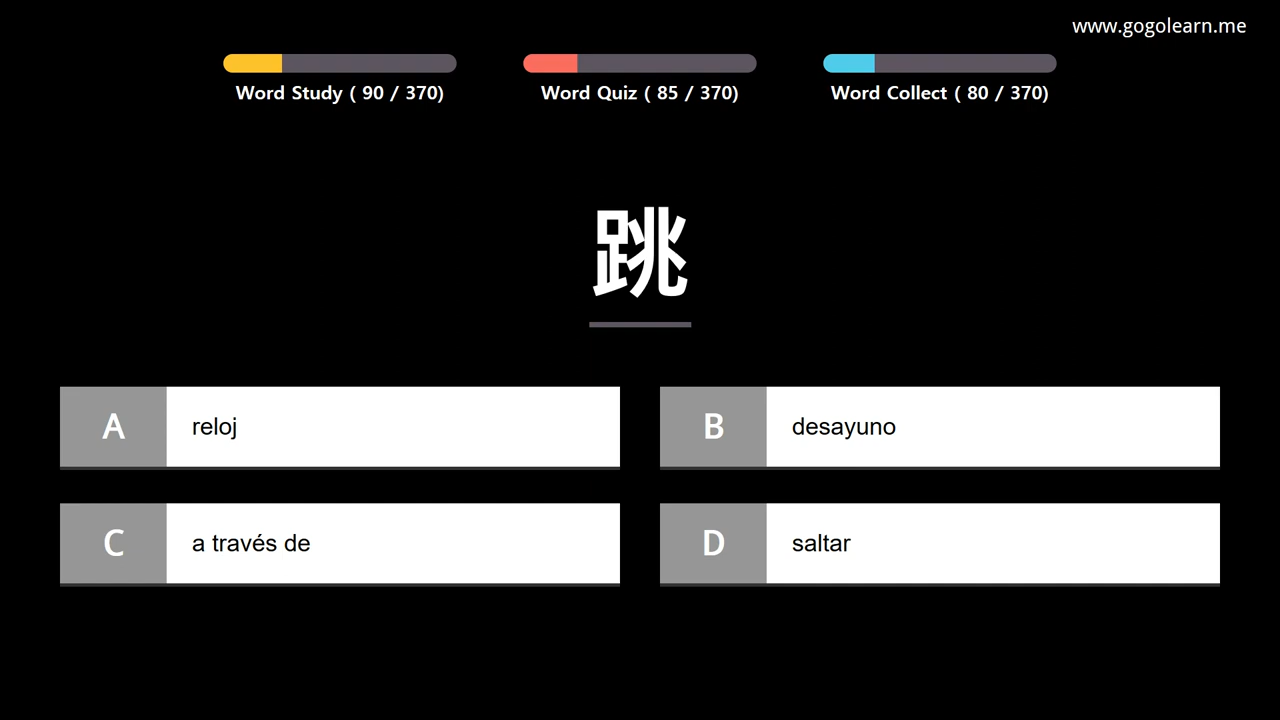 www.gogolearn.me
Word Study ( 90 / 370)
Word Quiz ( 85 / 370)
Word Collect ( 80 / 370)
跳
A reloj
B desayuno
C a través de
D saltar